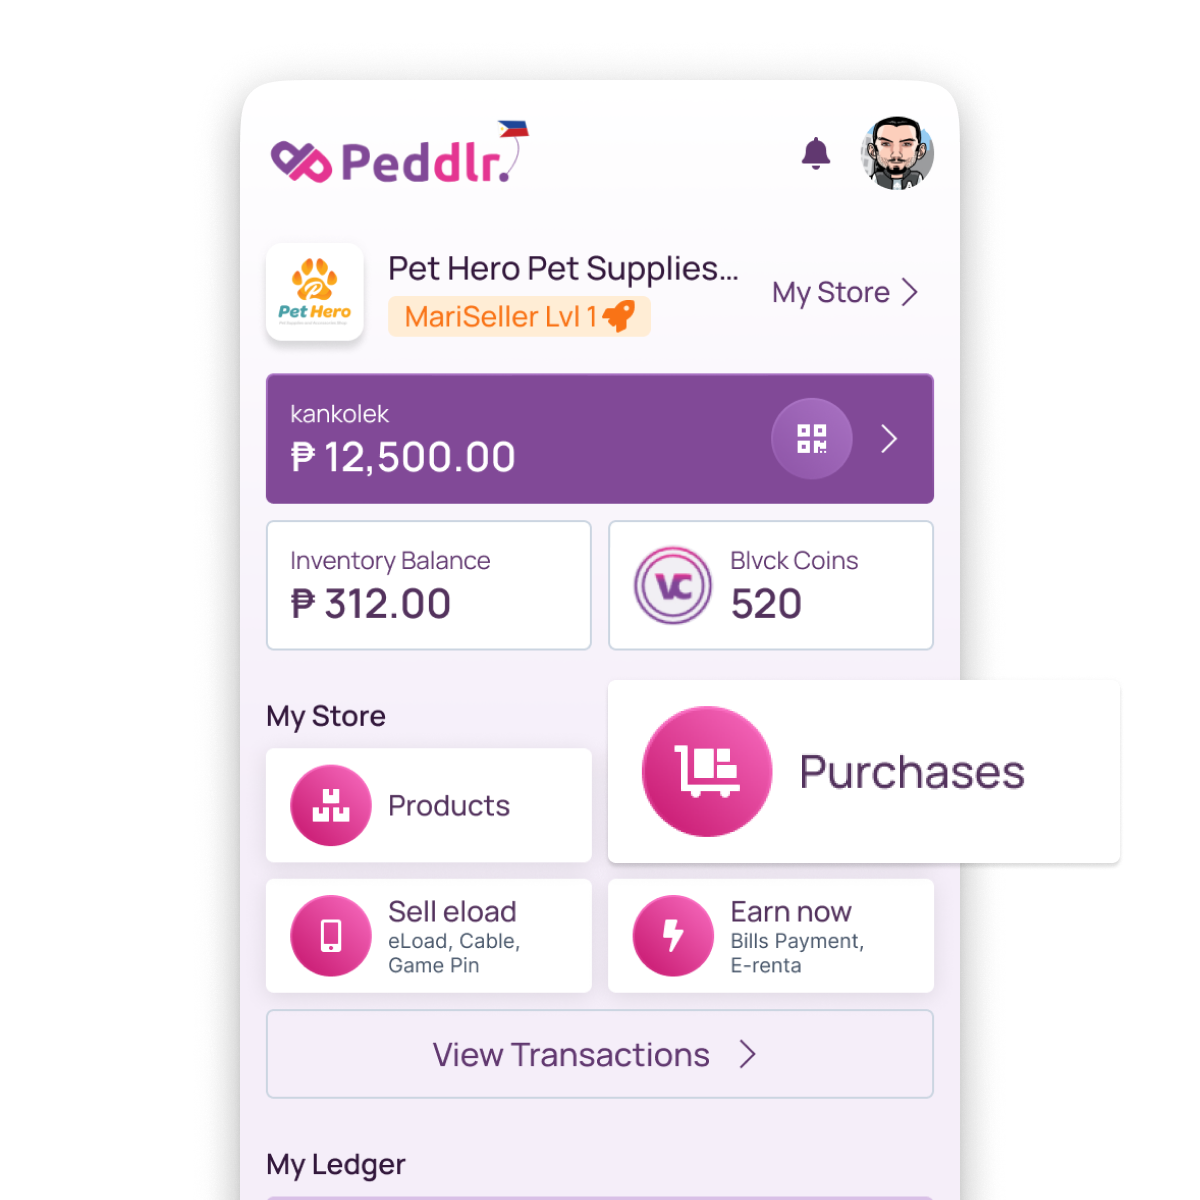 Peddlr.
Pet Hero Pet Supplies...
Pet Hero
MariSeller Lvl 1
My Store
kankolek
₱ 12,500.00
Inventory Balance
₱ 312.00
VC
Blvck Coins
520
My Store
Products
Purchases
Sell eload
eLoad, Cable,
Game Pin
Earn now
Bills Payment,
E-renta
View Transactions
My Ledger